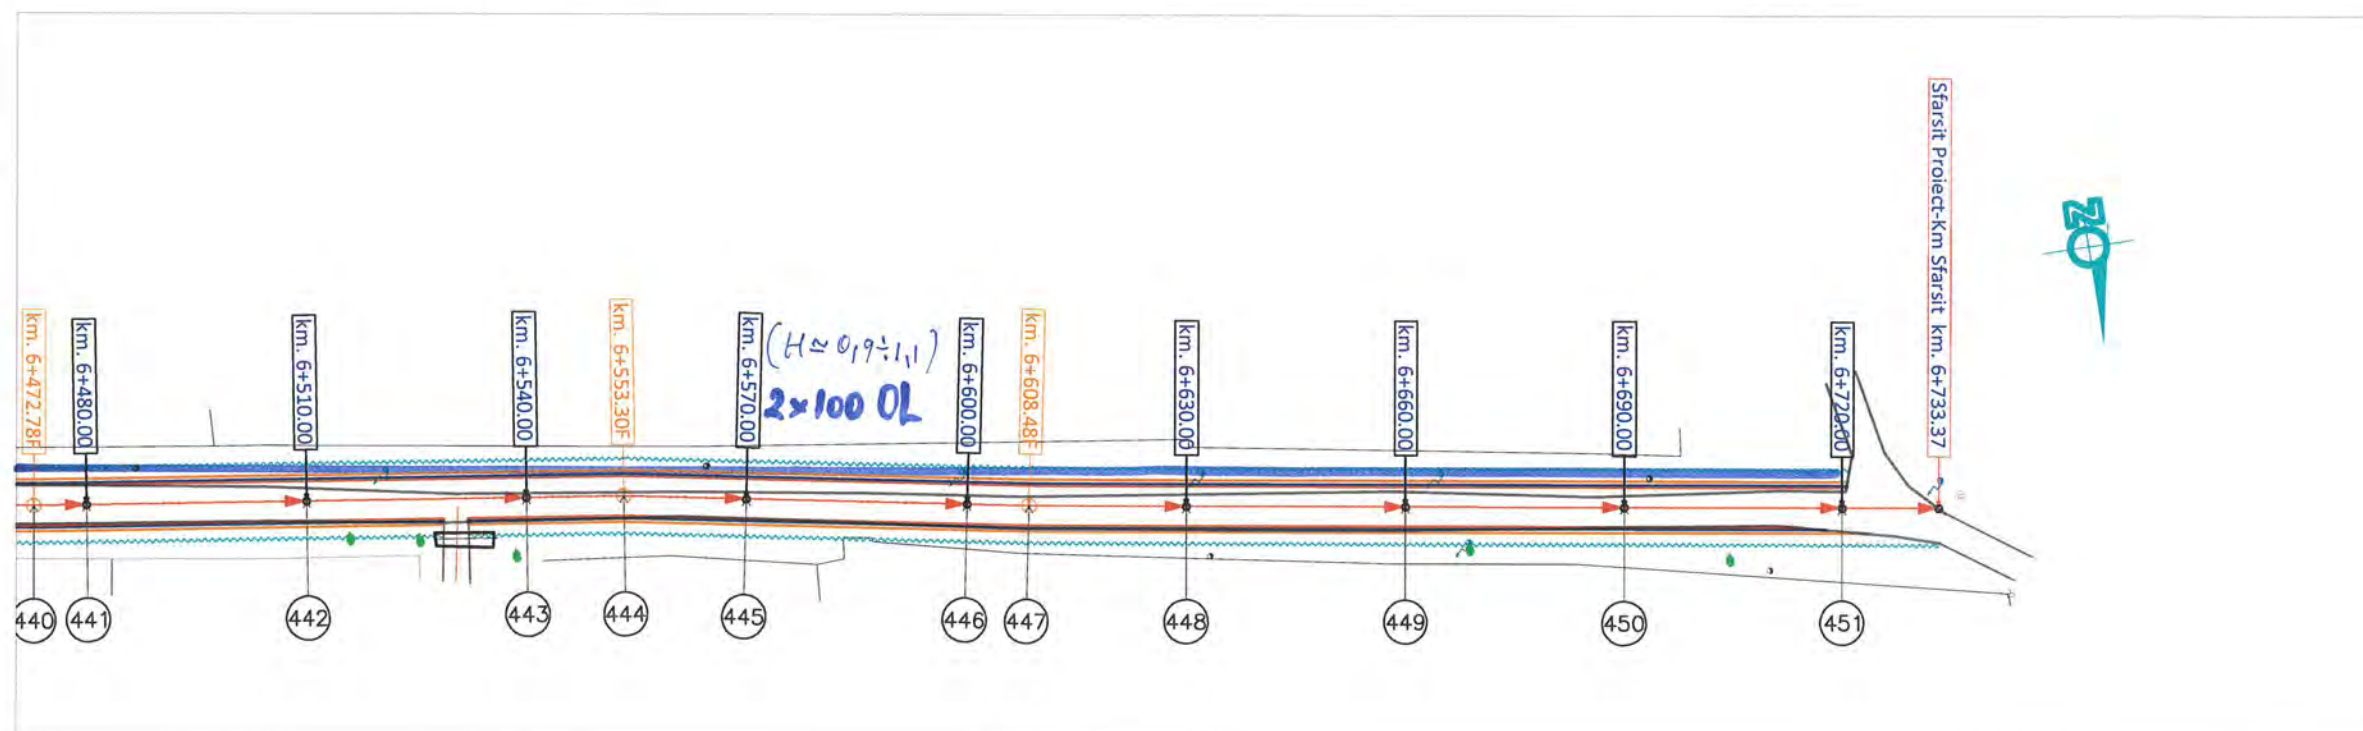 Sfarsit Proiect-Km Sfarsit km. 6+733.37
N
km. 6+472.78F
km. 6+480.00
km. 6+510.00
km. 6+540.00
km. 6+553.30F
km. 6+570.00
(H≃0,9÷1,1)
2x100 OL
km. 6+600.00
km. 6+608.48F
km. 6+630.00
km. 6+660.00
km. 6+690.00
km. 6+720.00
440
441
442
443
444
445
446
447
448
449
450
451